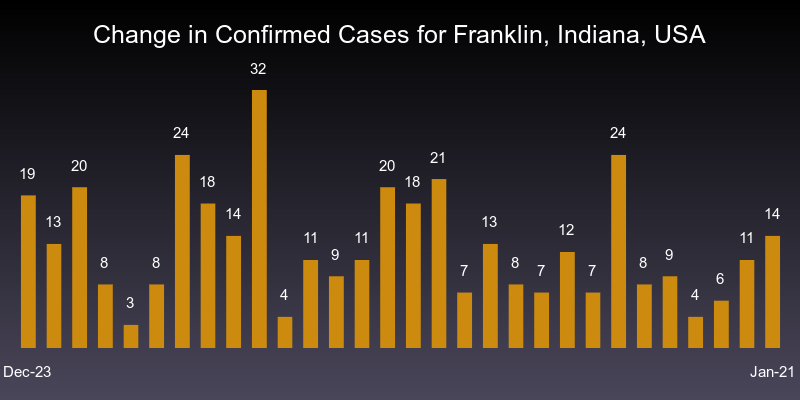 Change in Confirmed Cases for Franklin, Indiana, USA
19 13 20 8 3 8 24 18 14 32 4 11 9 11 20 18 21 7 13 8 7 12 7 24 8 9 4 6 11 14
Dec-23 Jan-21